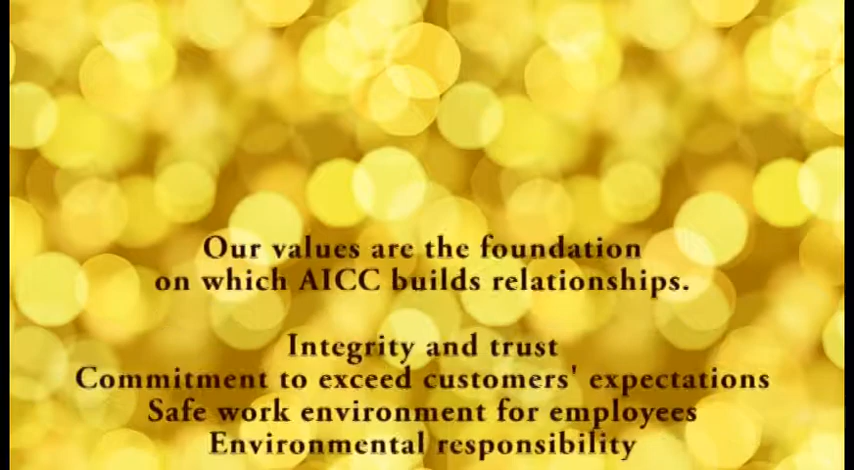 Our values are the foundation
on which AICC builds relationships.
Integrity and trust
Commitment to exceed customers' expectations
Safe work environment for employees
Environmental responsibility